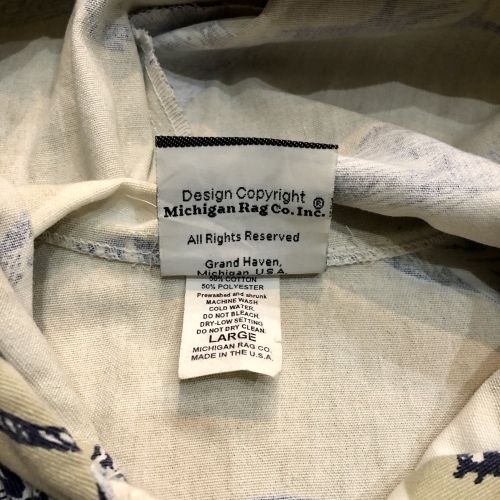 Design Copyright
Michigan Rag Co. Inc.®
All Rights Reserved
Grand Haven,
Michigan, U.S.A.
50% COTTON
50% POLYESTER
Prewashed and shrunk
MACHINE WASH
COLD WATER.
DO NOT BLEACH.
DRY-LOW SETTING
DO NOT DRY CLEAN.
LARGE
MICHIGAN RAG CO.
MADE IN THE U.S.A.